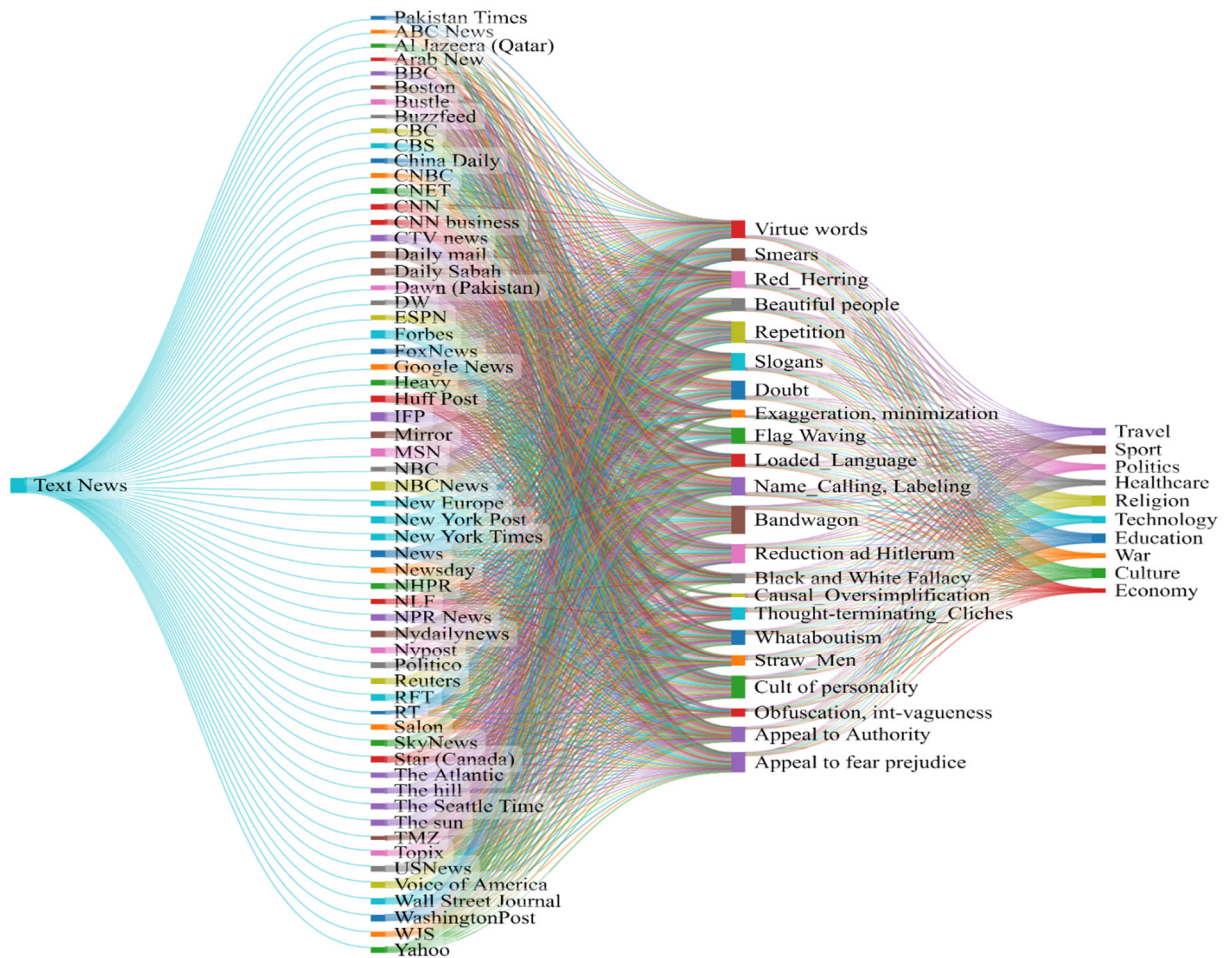 Text News
Pakistan Times
ABC News
Al Jazeera (Qatar)
Arab New
BBC
Boston
Bustle
Buzzfeed
CBC
CBS
China Daily
CNBC
CNET
CNN
CNN business
CTV news
Daily mail
Daily Sabah
Dawn (Pakistan)
DW
ESPN
Forbes
FoxNews
Google News
Heavy
Huff Post
IFP
Mirror
MSN
NBC
NBCNews
New Europe
New York Post
New York Times
News
Newsday
NHPR
NLF
NPR News
Nydailynews
Nypost
Politico
Reuters
RFT
RT
Salon
SkyNews
Star (Canada)
The Atlantic
The hill
The Seattle Time
The sun
TMZ
Topix
USNews
Voice of America
Wall Street Journal
WashingtonPost
WJS
Yahoo
Virtue words
Smears
Red_Herring
Beautiful people
Repetition
Slogans
Doubt
Exaggeration, minimization
Flag Waving
Loaded_Language
Name_Calling, Labeling
Bandwagon
Reduction ad Hitlerum
Black and White Fallacy
Causal_Oversimplification
Thought-terminating_Cliches
Whataboutism
Straw_Men
Cult of personality
Obfuscation, int-vagueness
Appeal to Authority
Appeal to fear prejudice
Travel
Sport
Politics
Healthcare
Religion
Technology
Education
War
Culture
Economy